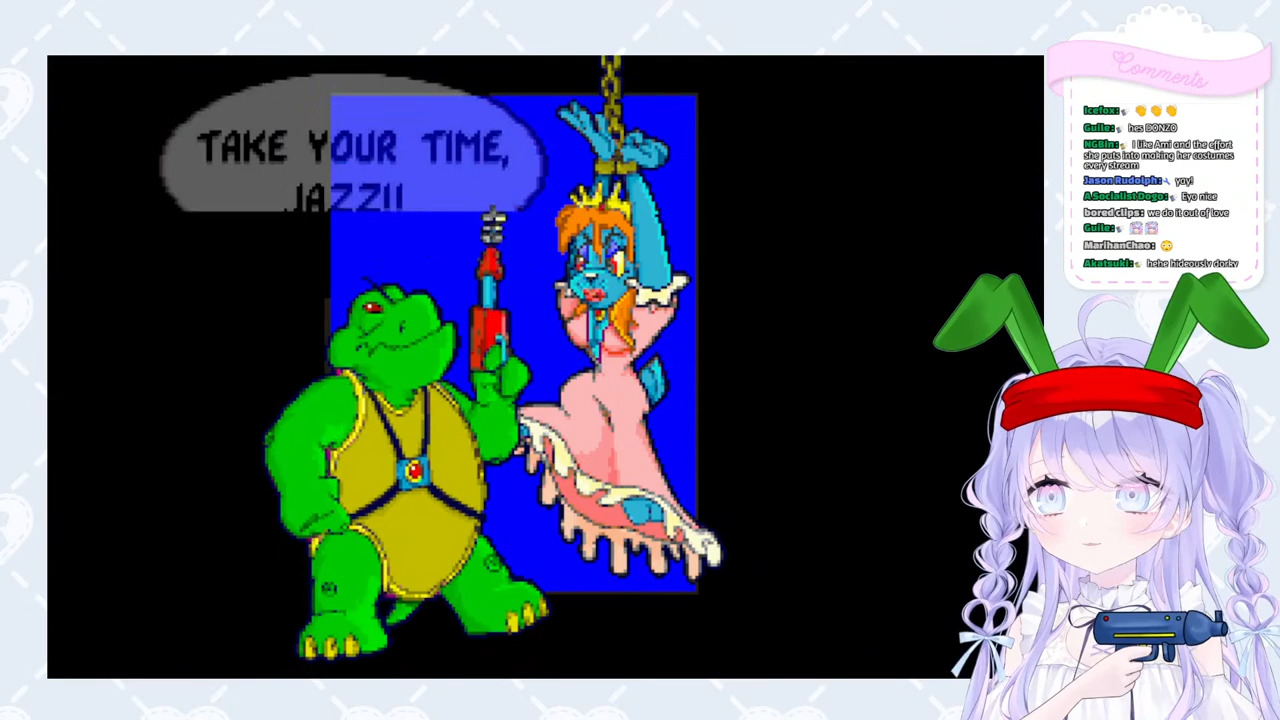 TAKE YOUR TIME,
JAZZ!!
Comments
Icefox:
Guile: hes DONZO
NGBin: I like Ami and the effort
she puts into making her costumes
every stream
Jason Rudolph: yay!
A Socialist Dogo: Eyo nice
bored clips: we do it out of love
Guile:
MarihanChao:
Akatsuki: hehe hideously dorky